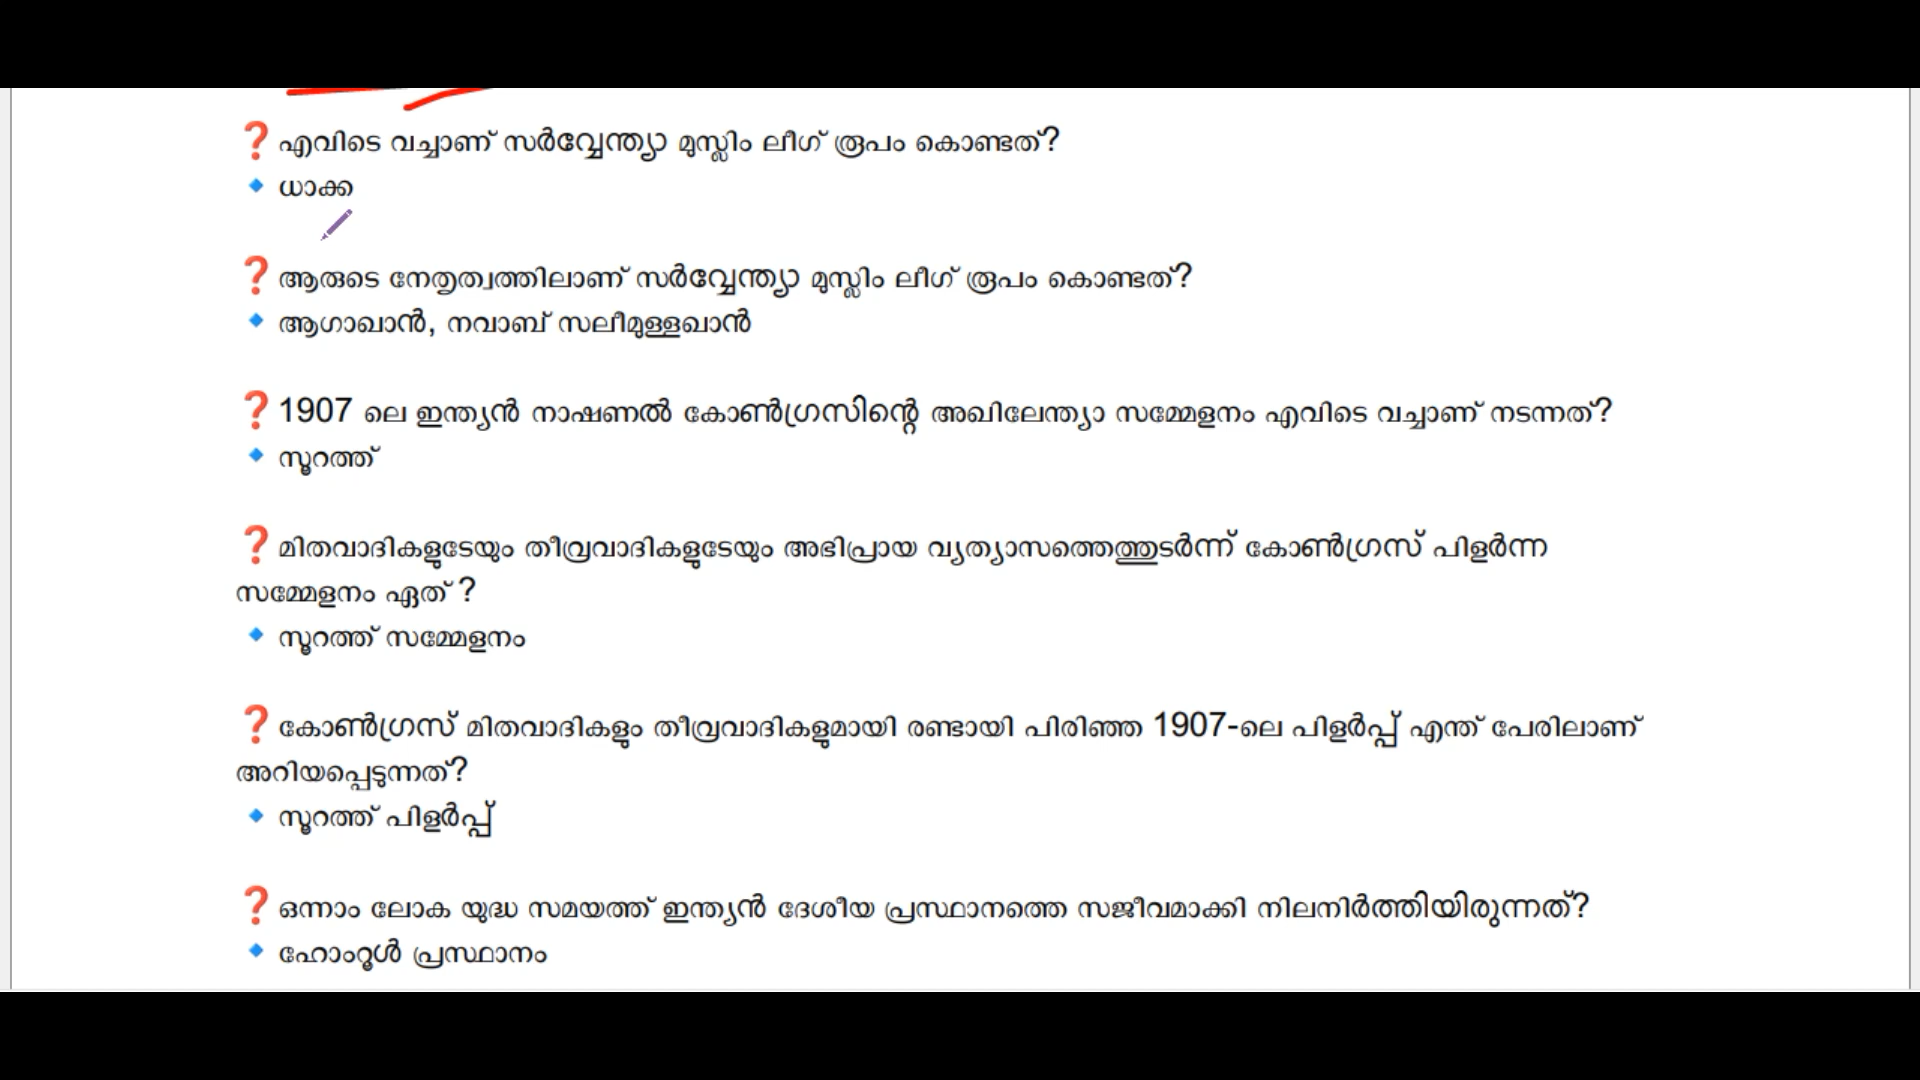 ❓എവിടെ വച്ചാണ് സർവ്വേന്ത്യാ മുസ്ലിം ലീഗ് രൂപം കൊണ്ടത്?
🔹ധാക്ക
❓ആരുടെ നേതൃത്വത്തിലാണ് സർവ്വേന്ത്യാ മുസ്ലിം ലീഗ് രൂപം കൊണ്ടത്?
🔹ആഗാഖാൻ, നവാബ് സലീമുള്ളഖാൻ
❓1907 ലെ ഇന്ത്യൻ നാഷണൽ കോൺഗ്രസിന്റെ അഖിലേന്ത്യാ സമ്മേളനം എവിടെ വച്ചാണ് നടന്നത്?
🔹സൂറത്ത്
❓മിതവാദികളുടേയും തീവ്രവാദികളുടേയും അഭിപ്രായ വ്യത്യാസത്തെത്തുടർന്ന് കോൺഗ്രസ് പിളർന്ന
സമ്മേളനം ഏത് ?
🔹സൂറത്ത് സമ്മേളനം
❓കോൺഗ്രസ് മിതവാദികളും തീവ്രവാദികളുമായി രണ്ടായി പിരിഞ്ഞ 1907-ലെ പിളർപ്പ് എന്ത് പേരിലാണ്
അറിയപ്പെടുന്നത്?
🔹സൂറത്ത് പിളർപ്പ്
❓ഒന്നാം ലോക യുദ്ധ സമയത്ത് ഇന്ത്യൻ ദേശീയ പ്രസ്ഥാനത്തെ സജീവമാക്കി നിലനിർത്തിയിരുന്നത്?
🔹ഹോംറൂൾ പ്രസ്ഥാനം